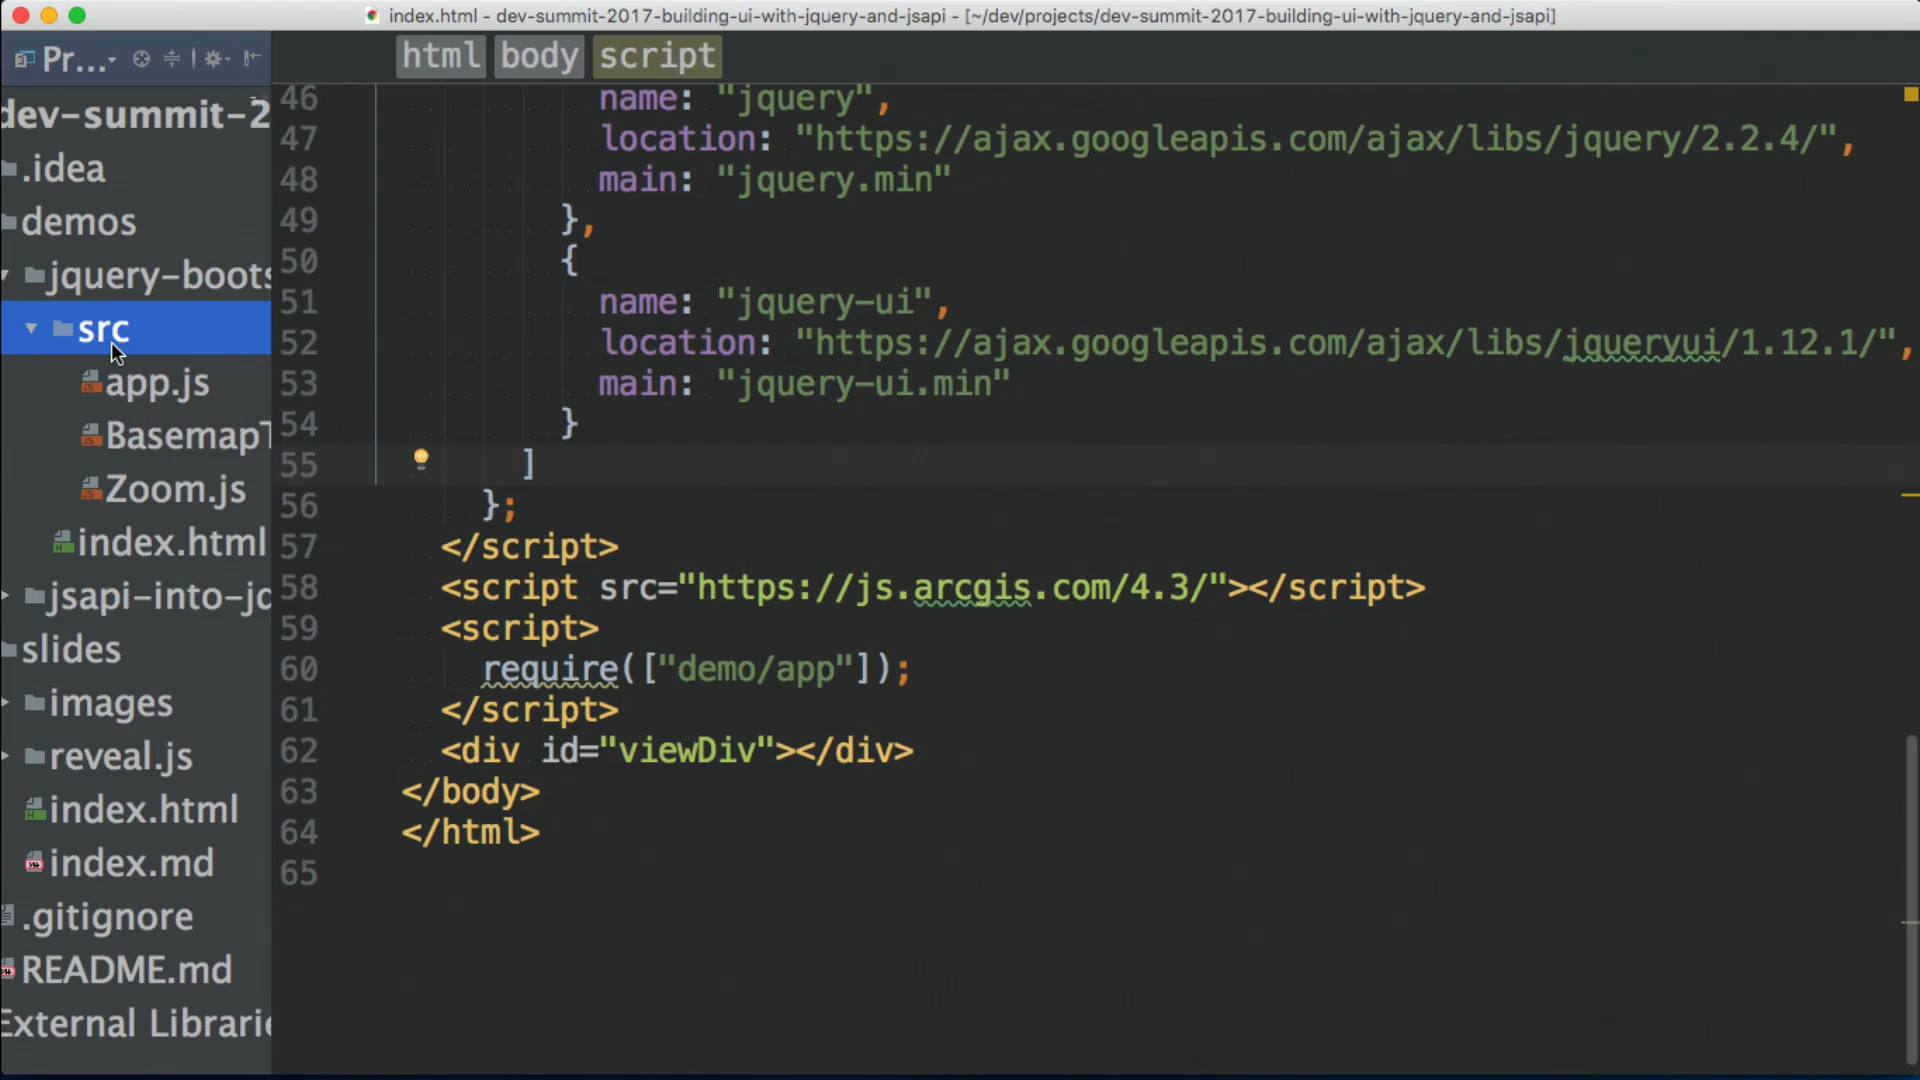 index.html - dev-summit-2017-building-ui-with-jquery-and-jsapi - [~/dev/projects/dev-summit-2017-building-ui-with-jquery-and-jsapi]
Pr...
html body script
dev-summit-2
.idea
demos
jquery-boots
src
app.js
BasemapT
Zoom.js
index.html
jsapi-into-jq
slides
images
reveal.js
index.html
index.md
.gitignore
README.md
External Librarie
46 name: "jquery",
47 location: "https://ajax.googleapis.com/ajax/libs/jquery/2.2.4/",
48 main: "jquery.min"
49 },
50 {
51 name: "jquery-ui",
52 location: "https://ajax.googleapis.com/ajax/libs/jqueryui/1.12.1/",
53 main: "jquery-ui.min"
54 }
55 ]
56 };
57 </script>
58 <script src="https://js.arcgis.com/4.3/"></script>
59 <script>
60 require(["demo/app"]);
61 </script>
62 <div id="viewDiv"></div>
63 </body>
64 </html>
65